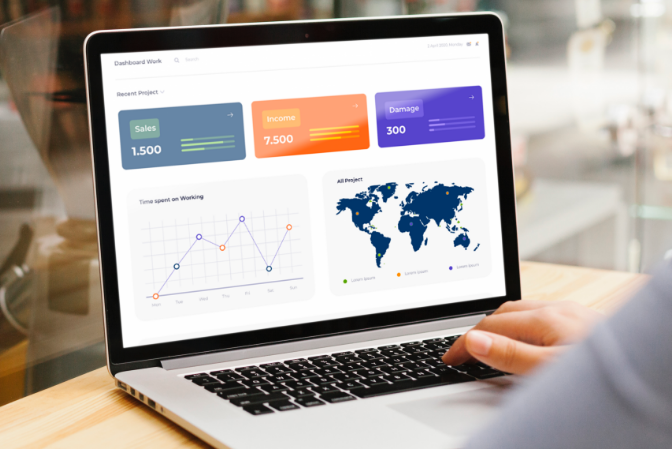 Dashboard Work
Search
Recent Project
Sales
1.500
Income
7.500
Damage
300
Time spent on Working
Mon Tue Wed Thu Fri Sat Sun
All Project
Lorem ipsum
Lorem ipsum
Lorem ipsum